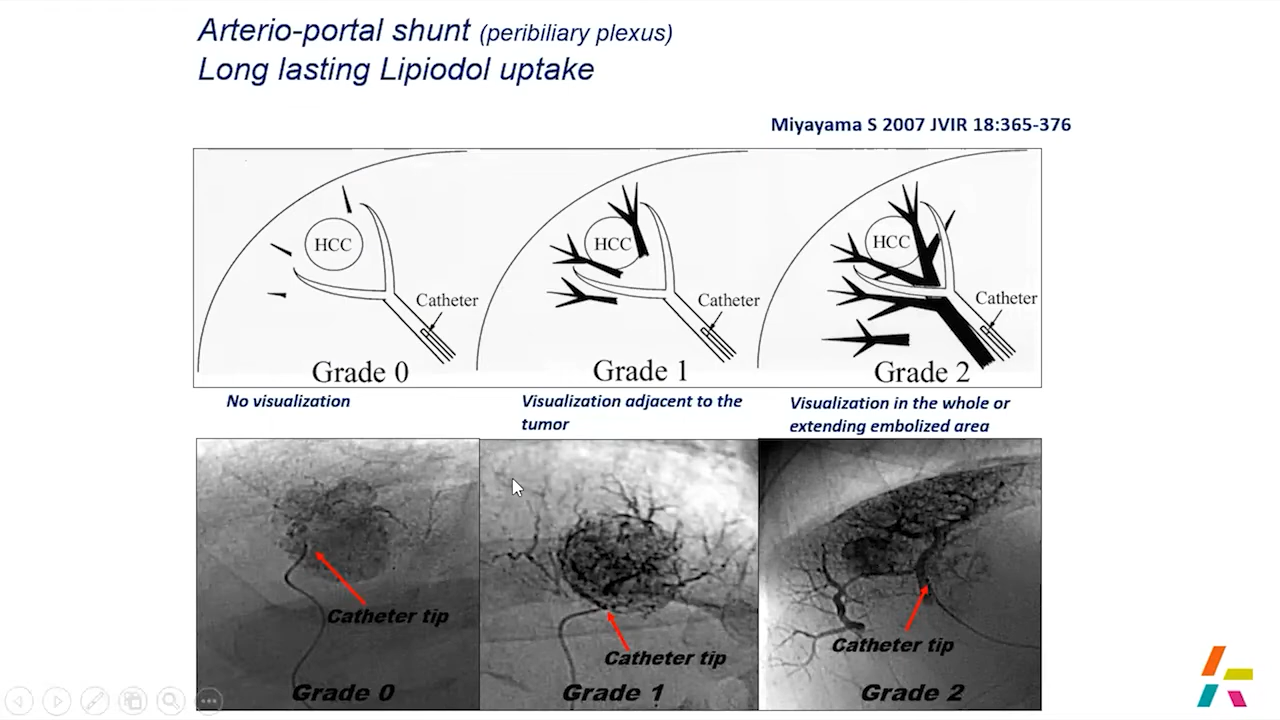 Arterio-portal shunt (peribiliary plexus)
Long lasting Lipiodol uptake
Miyayama S 2007 JVIR 18:365-376
HCC
Catheter
Grade 0
HCC
Catheter
Grade 1
HCC
Catheter
Grade 2
No visualization
Visualization adjacent to the
tumor
Visualization in the whole or
extending embolized area
Catheter tip
Grade 0
Catheter tip
Grade 1
Catheter tip
Grade 2